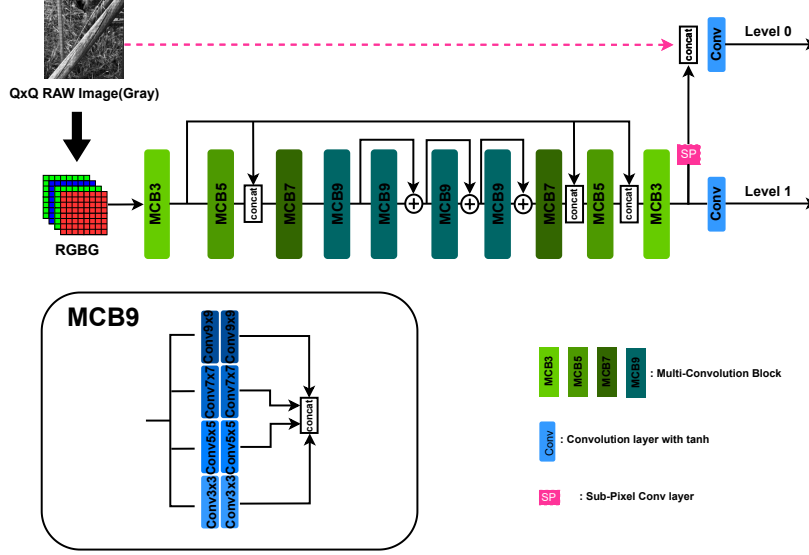 concat
Conv
Level 0
QxQ RAW Image(Gray)
SP
MCB3
MCB5
concat
MCB7
MCB9
MCB9
MCB9
MCB9
MCB7
concat
MCB5
concat
MCB3
Conv
Level 1
RGBG
MCB9
Conv9x9
Conv9x9
Conv7x7
Conv7x7
concat
Conv5x5
Conv5x5
Conv3x3
Conv3x3
MCB3
MCB5
MCB7
MCB9
: Multi-Convolution Block
Conv
: Convolution layer with tanh
SP
: Sub-Pixel Conv layer